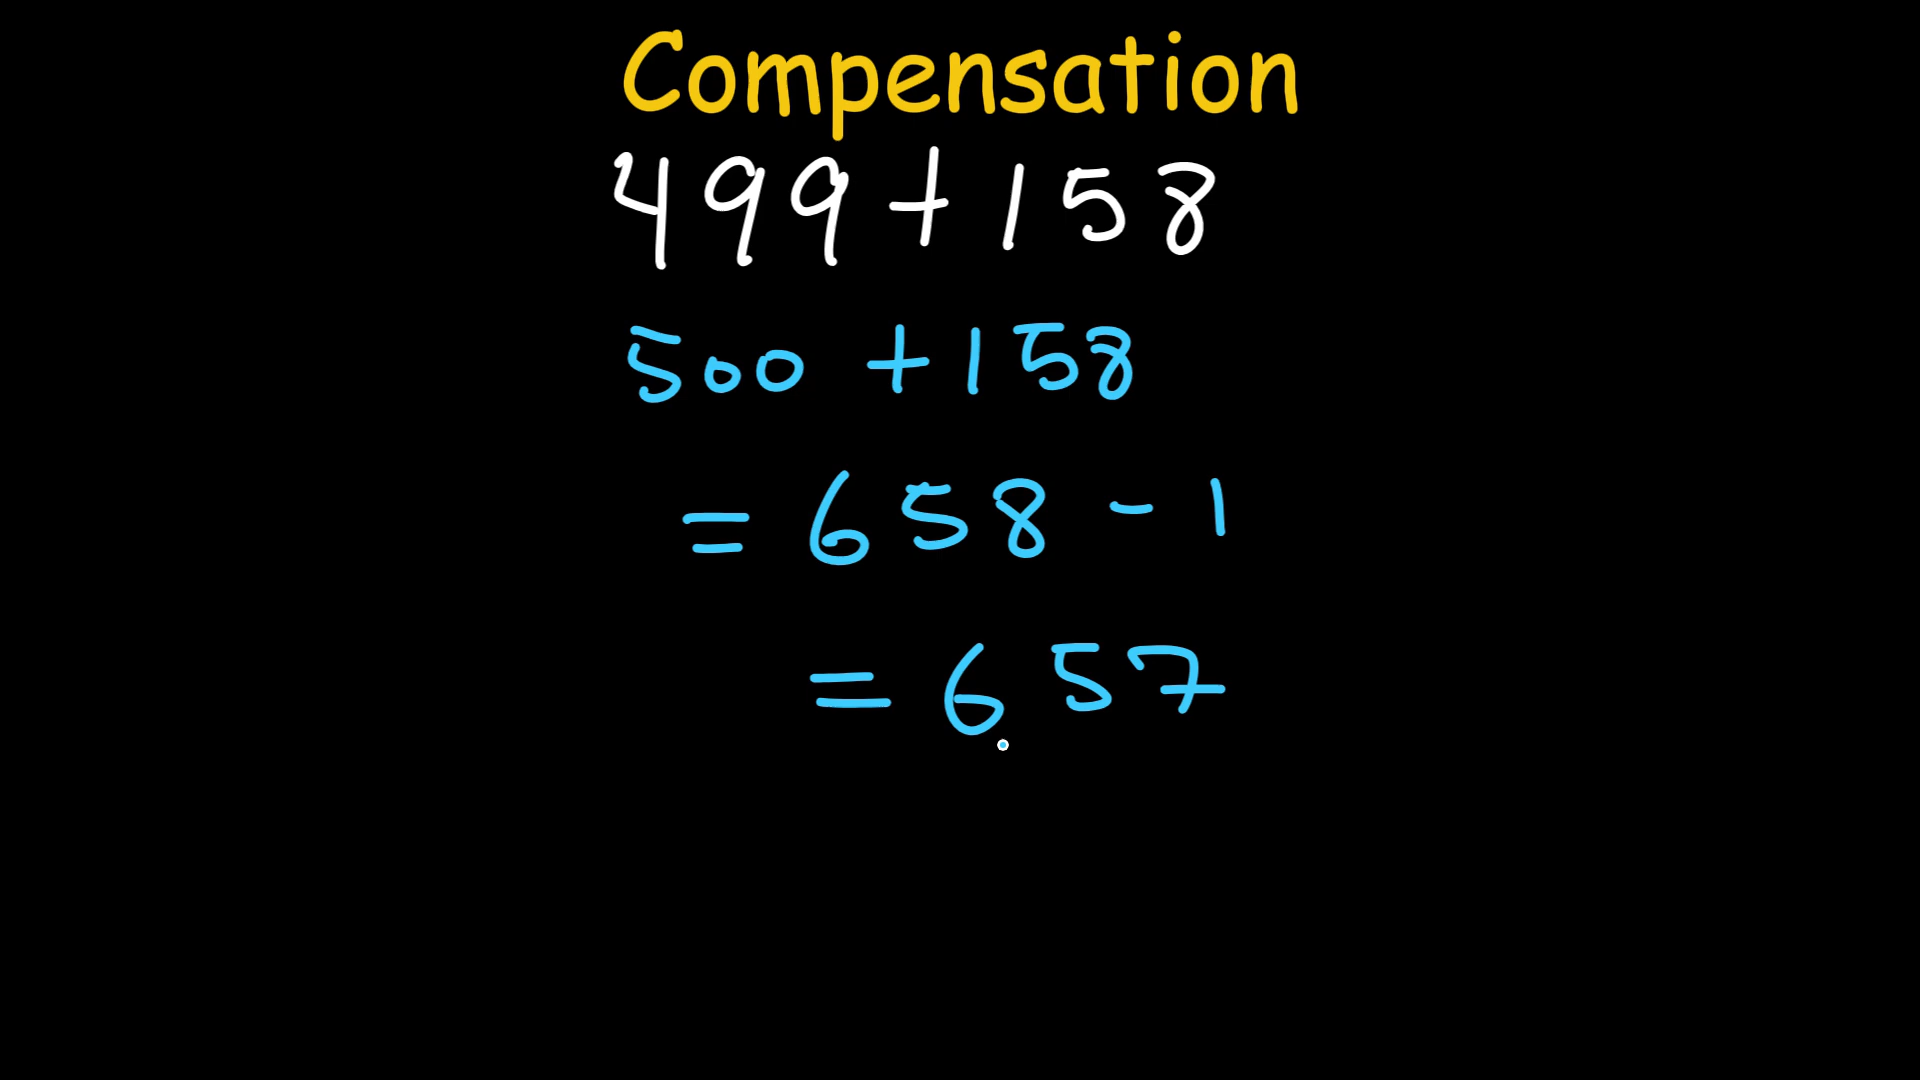 Compensation
499+158
500 +158
= 658 - 1
= 657